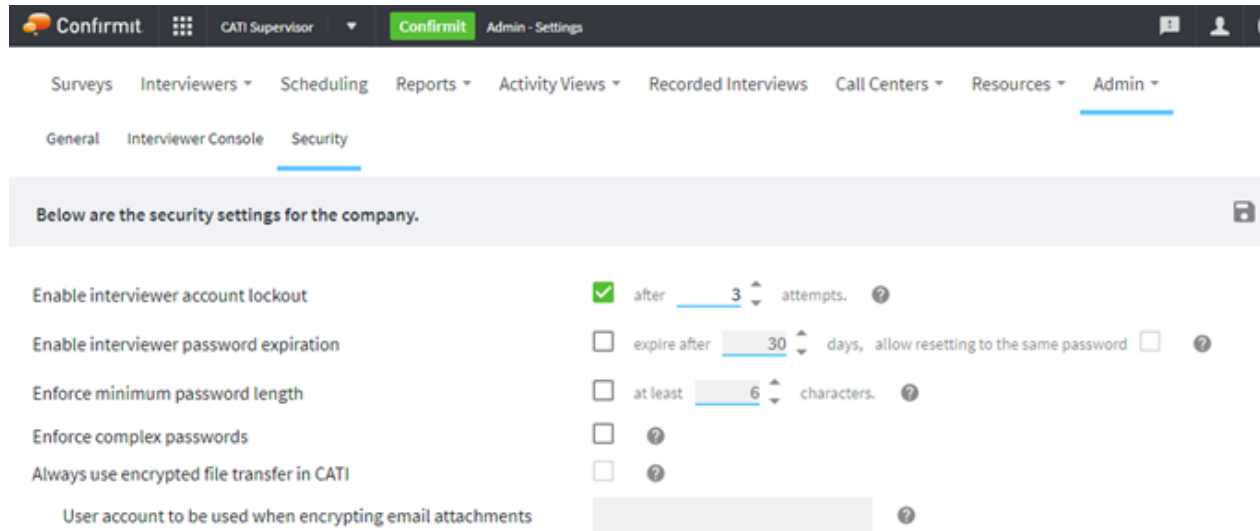 Confirmit CATI Supervisor Confirmit Admin - Settings
Surveys Interviewers Scheduling Reports Activity Views Recorded Interviews Call Centers Resources Admin
General Interviewer Console Security
Below are the security settings for the company.
Enable interviewer account lockout after 3 attempts. ?
Enable interviewer password expiration expire after 30 days, allow resetting to the same password ?
Enforce minimum password length at least 6 characters. ?
Enforce complex passwords ?
Always use encrypted file transfer in CATI ?
User account to be used when encrypting email attachments ?